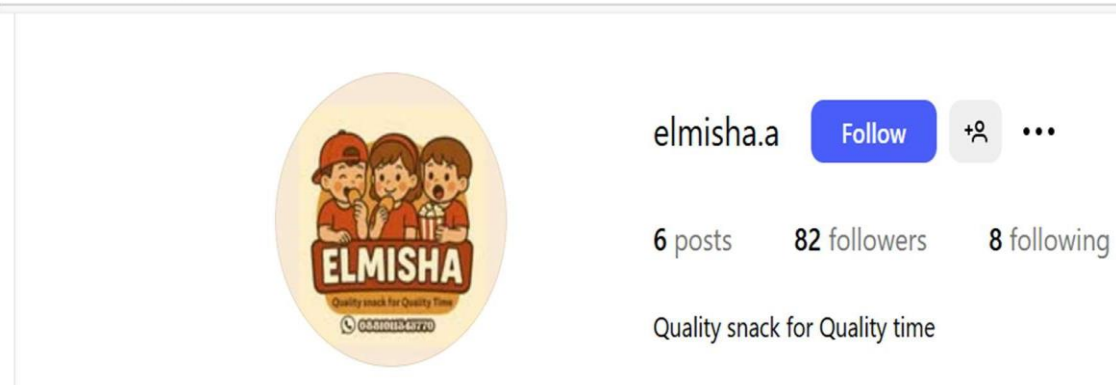 elmisha.a Follow
6 posts 82 followers 8 following
Quality snack for Quality time
ELMISHA
Quality snack for Quality Time